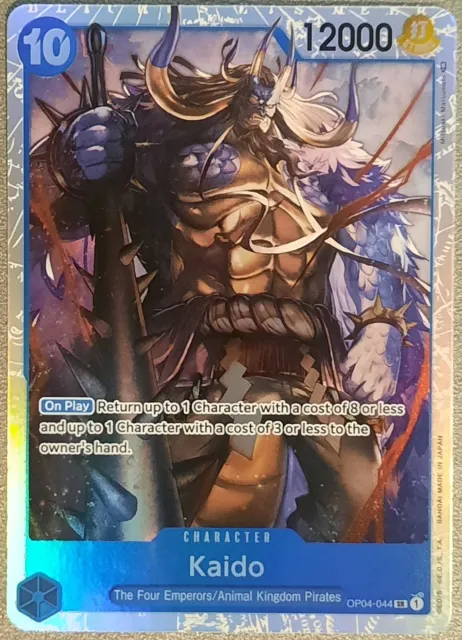 10
12000
On Play Return up to 1 Character with a cost of 8 or less
and up to 1 Character with a cost of 3 or less to the
owner's hand.
CHARACTER
Kaido
The Four Emperors/Animal Kingdom Pirates
OP04-044 SR 1
BANDAI MADE IN JAPAN